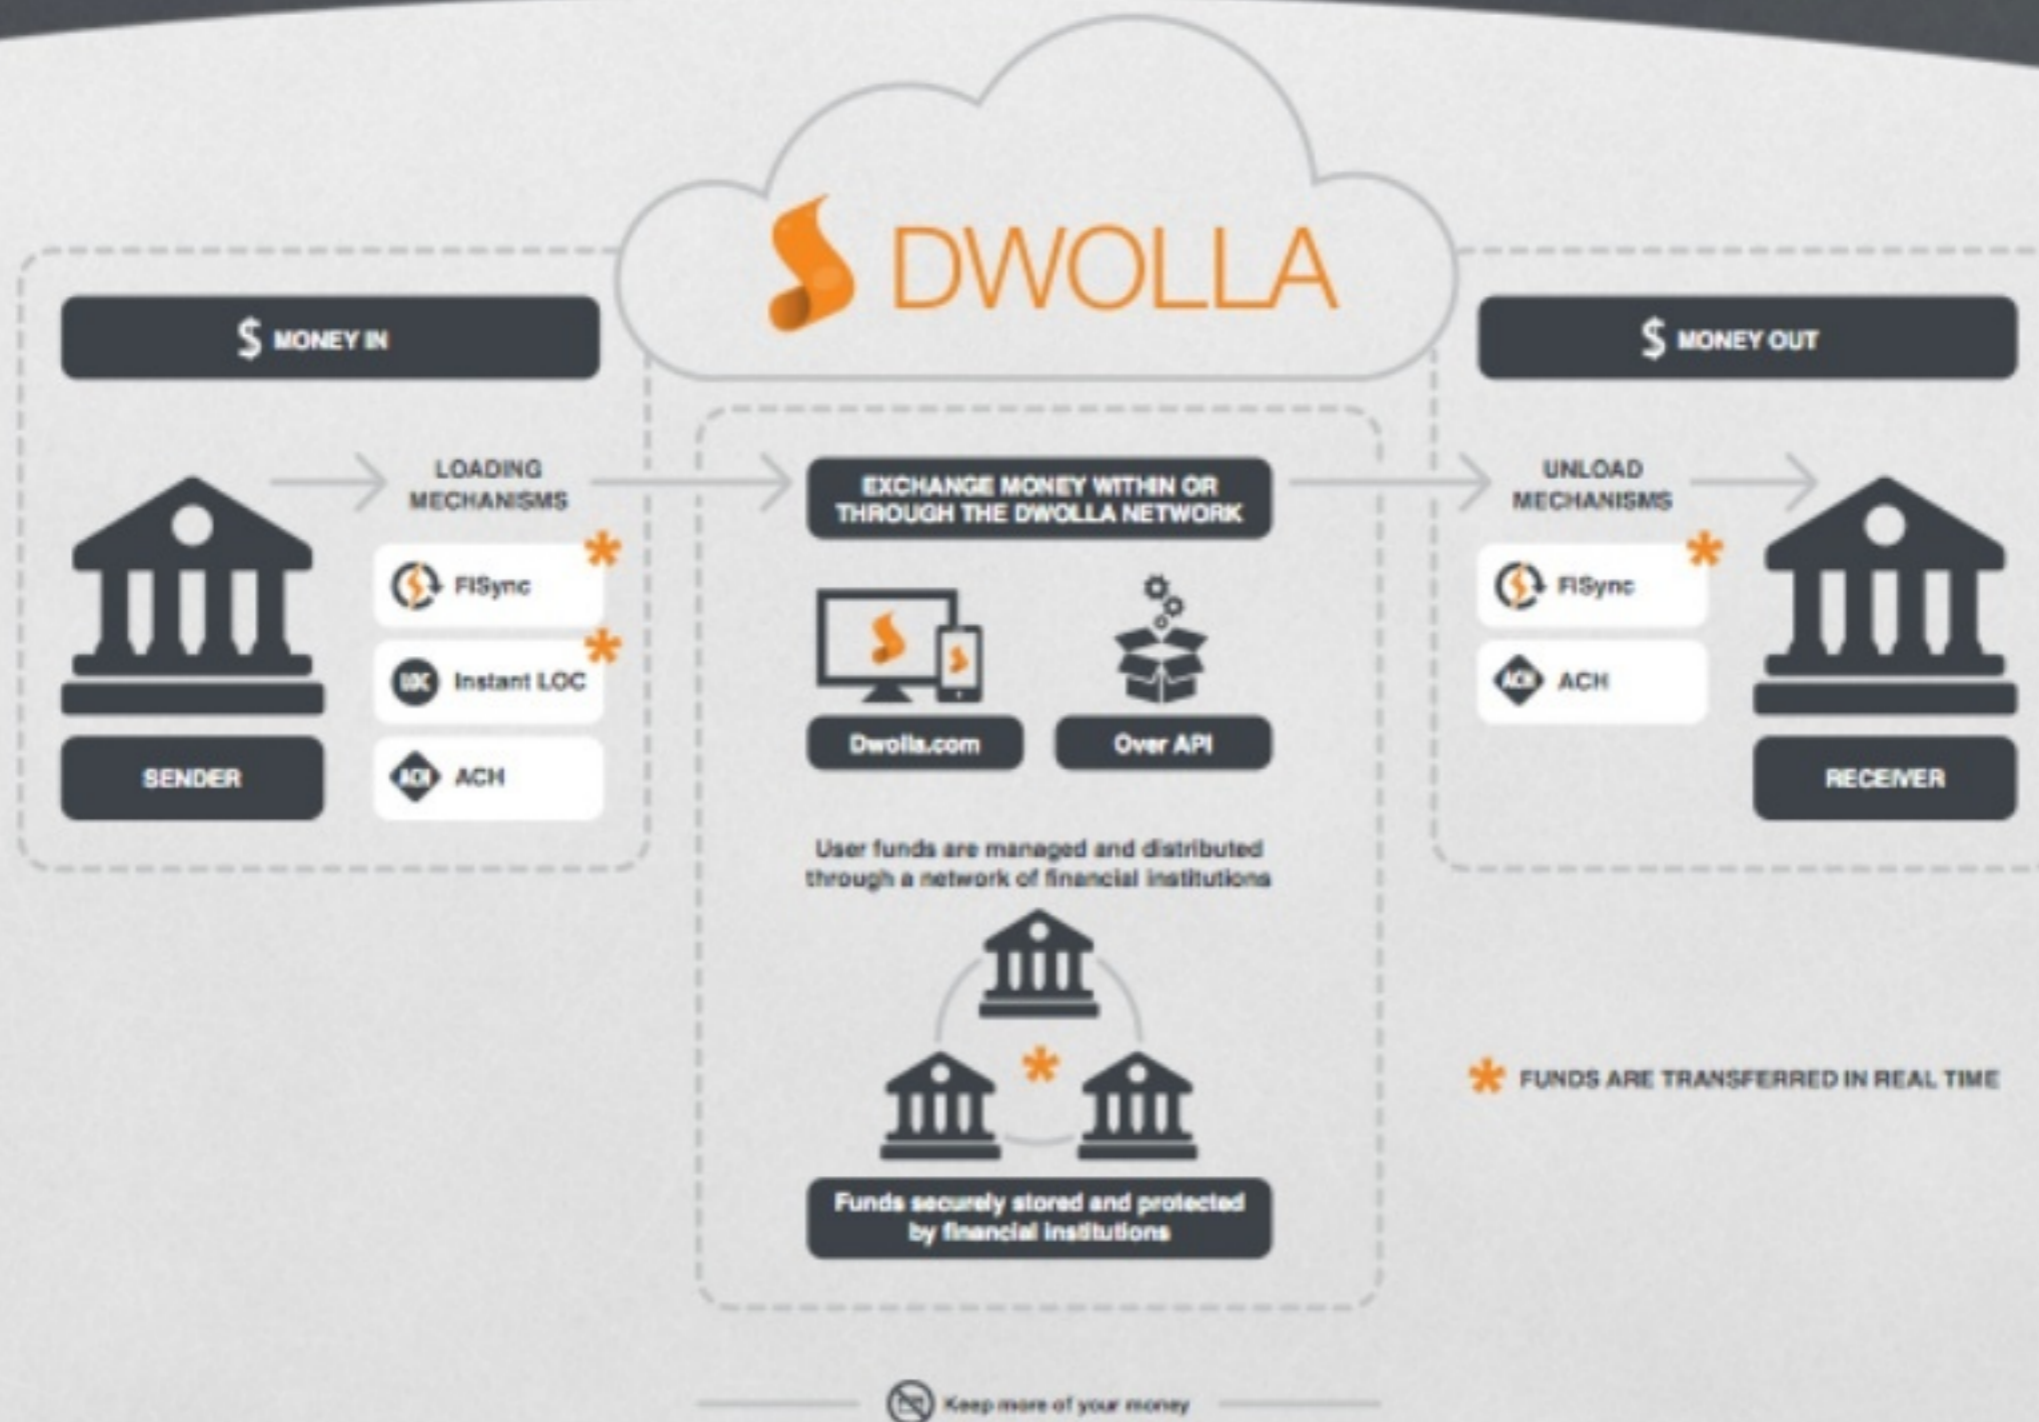 DWOLLA
$ MONEY IN
LOADING
MECHANISMS
FISync
LOC Instant LOC
ACH ACH
SENDER
EXCHANGE MONEY WITHIN OR
THROUGH THE DWOLLA NETWORK
Dwolla.com
Over API
User funds are managed and distributed
through a network of financial institutions
Funds securely stored and protected
by financial institutions
$ MONEY OUT
UNLOAD
MECHANISMS
FISync
ACH ACH
RECEIVER
* FUNDS ARE TRANSFERRED IN REAL TIME
Keep more of your money